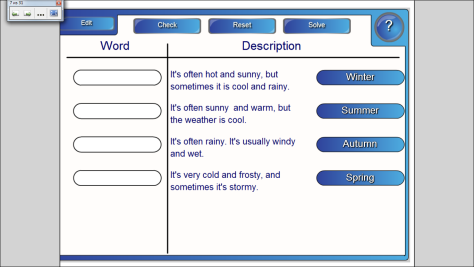 Edit
Check
Reset
Solve
?
Word
Description
It's often hot and sunny, but
sometimes it is cool and rainy.
Winter
It's often sunny and warm, but
the weather is cool.
Summer
It's often rainy. It's usually windy
and wet.
Autumn
It's very cold and frosty, and
sometimes it's stormy.
Spring